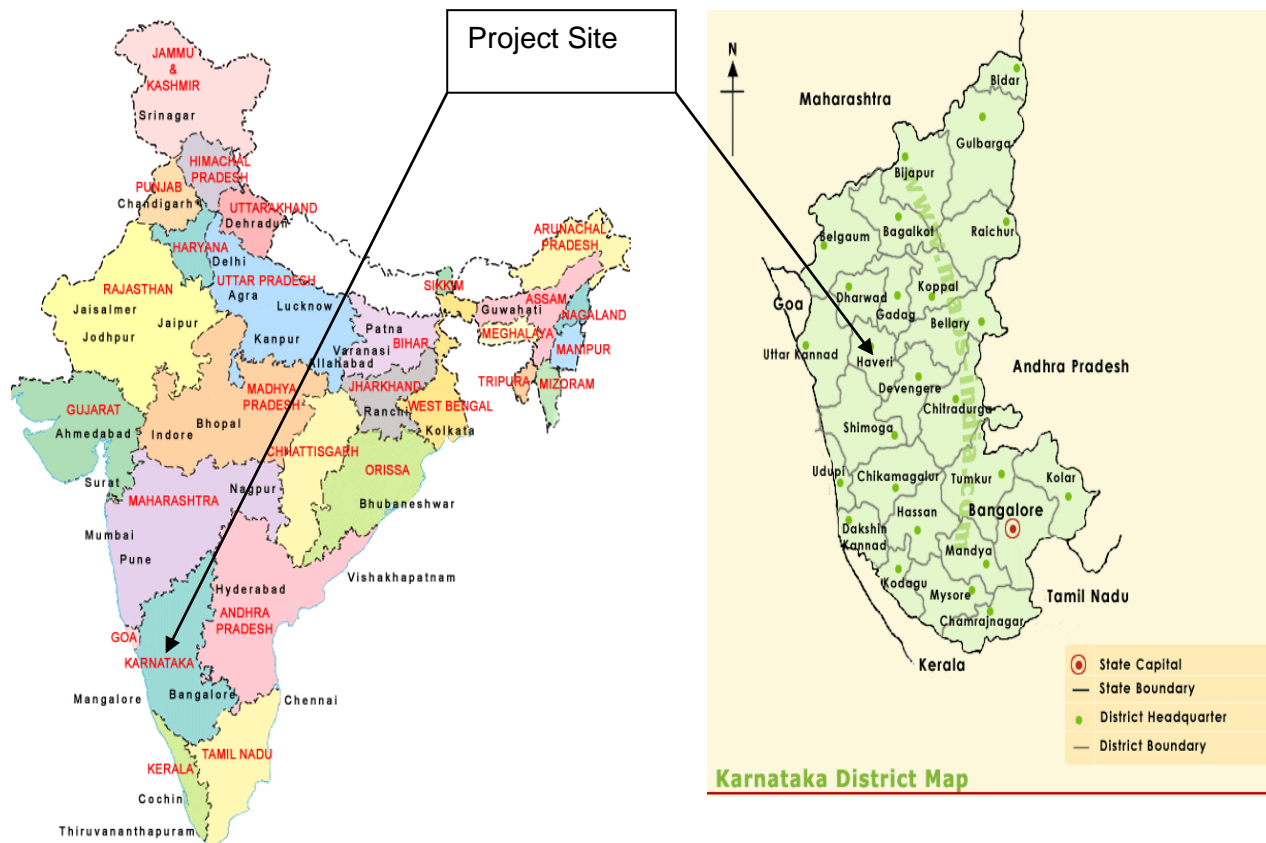 Project Site
JAMMU
&
KASHMIR
Srinagar
HIMACHAL
PRADESH
PUNJAB
Chandigarh
UTTARAKHAND
Dehradun
HARYANA
Delhi
UTTAR PRADESH
Agra
Lucknow
RAJASTHAN
Jaisalmer
Jaipur
Jodhpur
Kanpur
Allahabad
Varanasi
Patna
BIHAR
SIKKIM
ARUNACHAL
PRADESH
ASSAM
Guwahati
NAGALAND
MEGHALAYA
MANIPUR
TRIPURA
MIZORAM
GUJARAT
Ahmedabad
MADHYA
PRADESH
Bhopal
Indore
JHARKHAND
Ranchi
WEST BENGAL
Kolkata
CHHATTISGARH
ORISSA
Bhubaneshwar
Surat
MAHARASHTRA
Nagpur
Mumbai
Pune
Hyderabad
Vishakhapatnam
ANDHRA
PRADESH
GOA
KARNATAKA
Mangalore
Bangalore
Chennai
TAMIL NADU
KERALA
Cochin
Thiruvananthapuram
N
Maharashtra
Bidar
Gulbarga
Bijapur
Bagalkot
Raichur
Belgaum
Goa
Dharwad
Gadag
Koppal
Bellary
Uttar Kannad
Haveri
Devengere
Andhra Pradesh
Chitradurga
Shimoga
Udupi
Chikamaglur
Tumkur
Kolar
Hassan
Bangalore
Dakshin
Kannad
Mandya
Kodagu
Mysore
Chamrajnagar
Tamil Nadu
Kerala
www.mapsofindia.com
State Capital
State Boundary
District Headquarter
District Boundary
Karnataka District Map